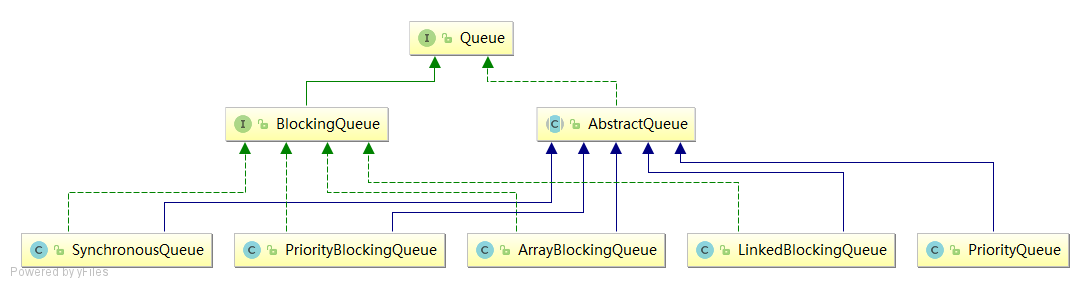 I Queue
I BlockingQueue
C AbstractQueue
C SynchronousQueue
C PriorityBlockingQueue
C ArrayBlockingQueue
C LinkedBlockingQueue
C PriorityQueue
Powered by yFiles